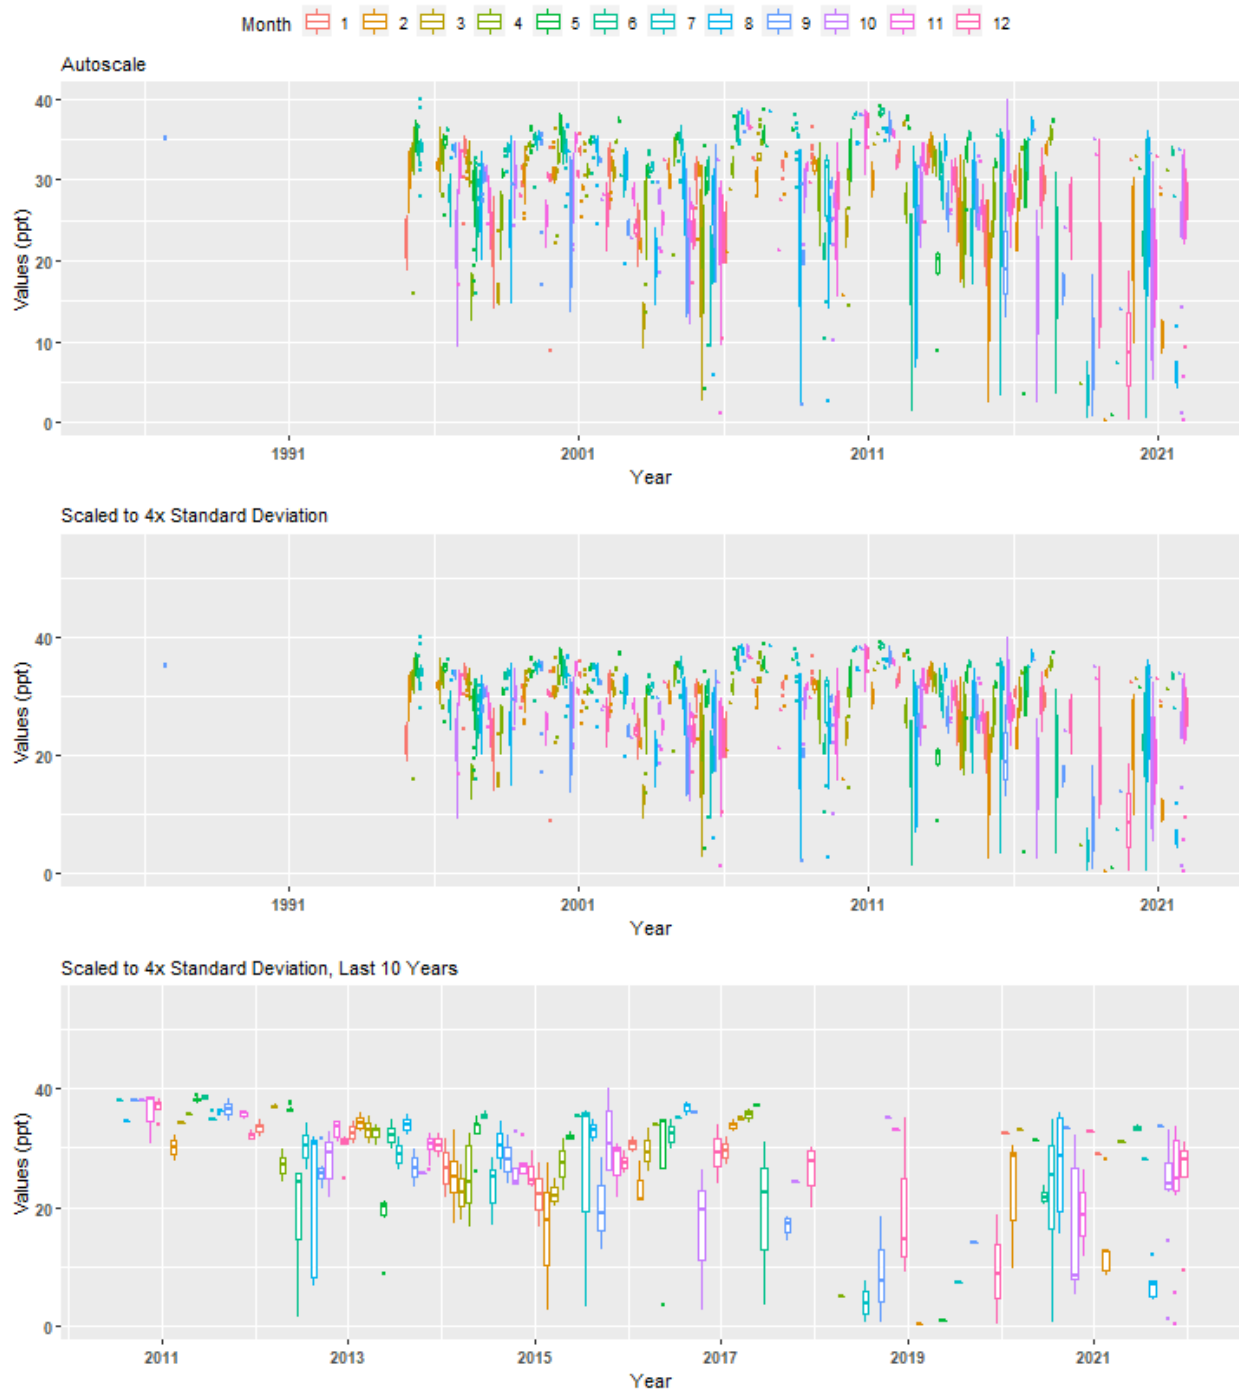 Month 1 2 3 4 5 6 7 8 9 10 11 12
Autoscale
40
30
20
10
0
Values (ppt)
1991 2001 2011 2021
Year
Scaled to 4x Standard Deviation
40
20
0
Values (ppt)
1991 2001 2011 2021
Year
Scaled to 4x Standard Deviation, Last 10 Years
40
20
0
Values (ppt)
2011 2013 2015 2017 2019 2021
Year